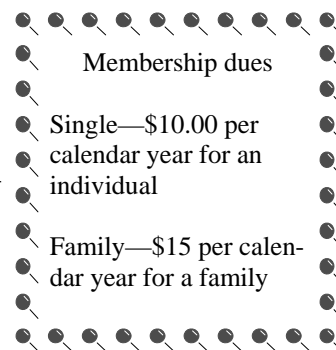 Membership dues
Single—$10.00 per
calendar year for an
individual
Family—$15 per calen-
dar year for a family